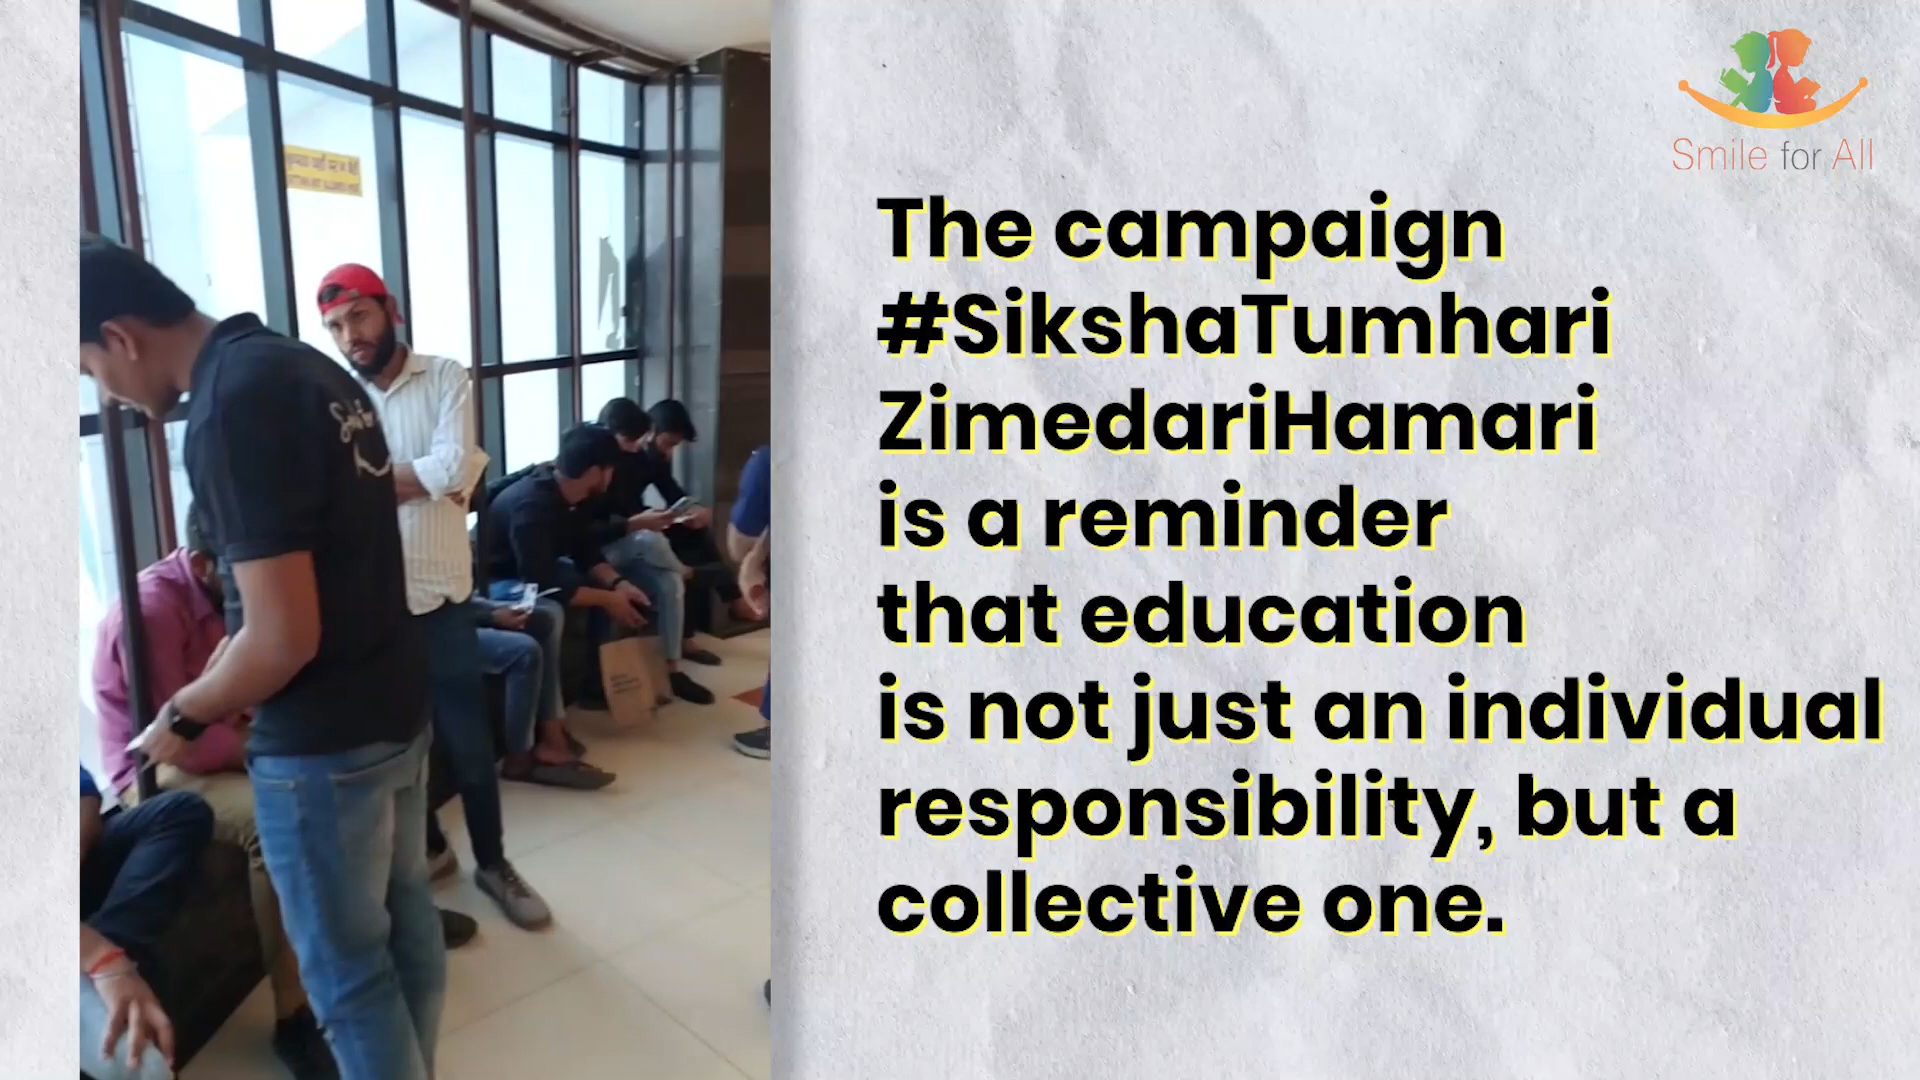 Smile for All
The campaign
#SikshaTumhari
ZimedariHamari
is a reminder
that education
is not just an individual
responsibility, but a
collective one.